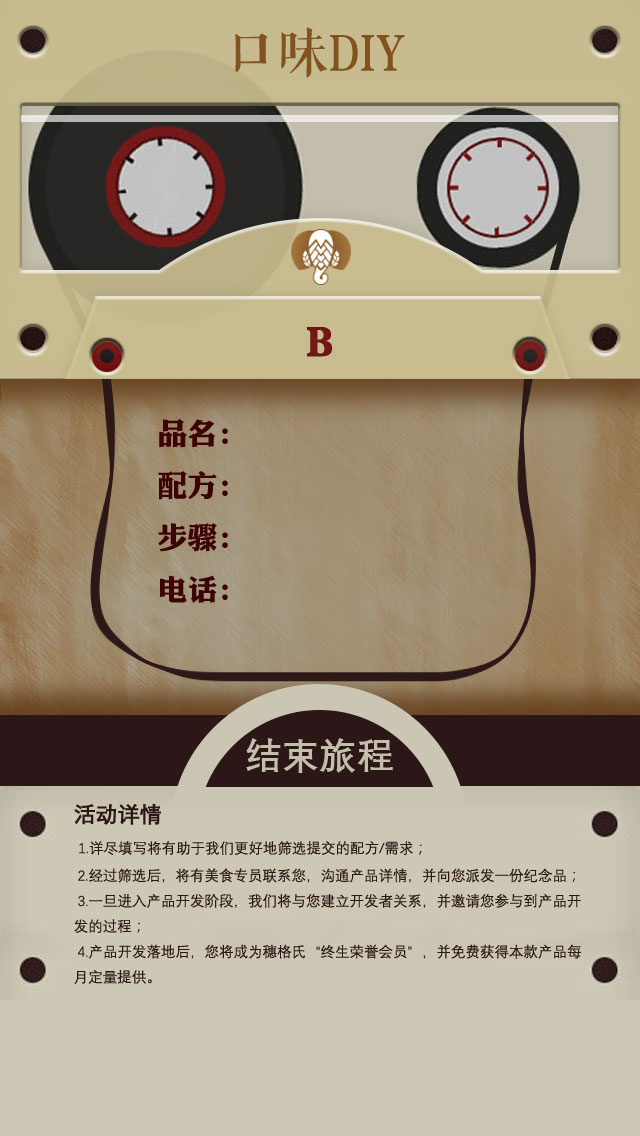 口味DIY
B
品名：
配方：
步骤：
电话：
结束旅程
活动详情
1.详尽填写将有助于我们更好地筛选提交的配方/需求；
2.经过筛选后，将有美食专员联系您，沟通产品详情，并向您派发一份纪念品；
3.一旦进入产品开发阶段，我们将与您建立开发者关系，并邀请您参与到产品开
发的过程；
4.产品开发落地后，您将成为穗格氏“终生荣誉会员”，并免费获得本款产品每
月定量提供。